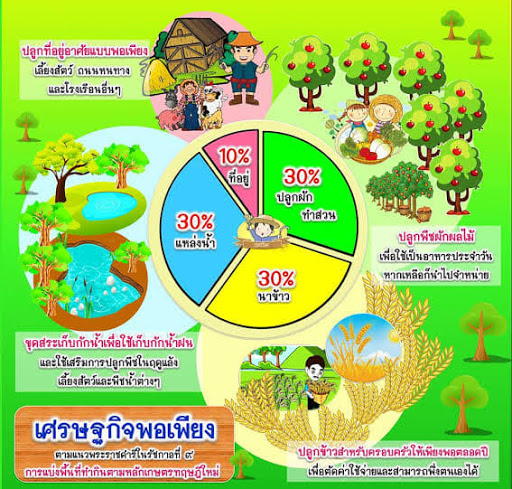 ปลูกที่อยู่อาศัยแบบพอเพียง
เลี้ยงสัตว์ ถนนหนทาง
และโรงเรือนอื่นๆ
10%
ที่อยู่
30%
ปลูกผัก
ทำสวน
30%
แหล่งน้ำ
30%
นาข้าว
ปลูกพืชผักผลไม้
เพื่อใช้เป็นอาหารประจำวัน
หากเหลือก็นำไปจำหน่าย
ขุดสระเก็บกักน้ำเพื่อใช้เก็บกักน้ำฝน
และใช้เสริมการปลูกพืชในฤดูแล้ง
เลี้ยงสัตว์และพืชน้ำต่างๆ
เศรษฐกิจพอเพียง
ตามแนวพระราชดำริในรัชกาลที่ ๙
การแบ่งพื้นที่ทำกินตามหลักเกษตรทฤษฎีใหม่
ปลูกข้าวสำหรับครอบครัวให้เพียงพอตลอดปี
เพื่อตัดค่าใช้จ่ายและสามารถพึ่งตนเองได้